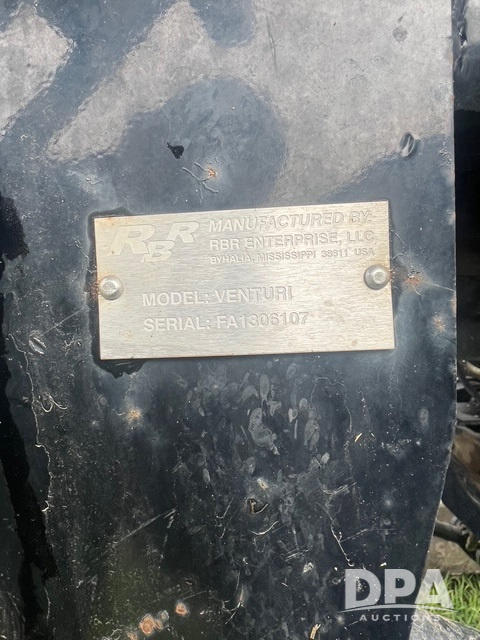 RBR
MANUFACTURED BY:
RBR ENTERPRISE, LLC
BYHALIA, MISSISSIPPI 38611 USA
MODEL: VENTURI
SERIAL: FA1306107
DPA
AUCTIONS